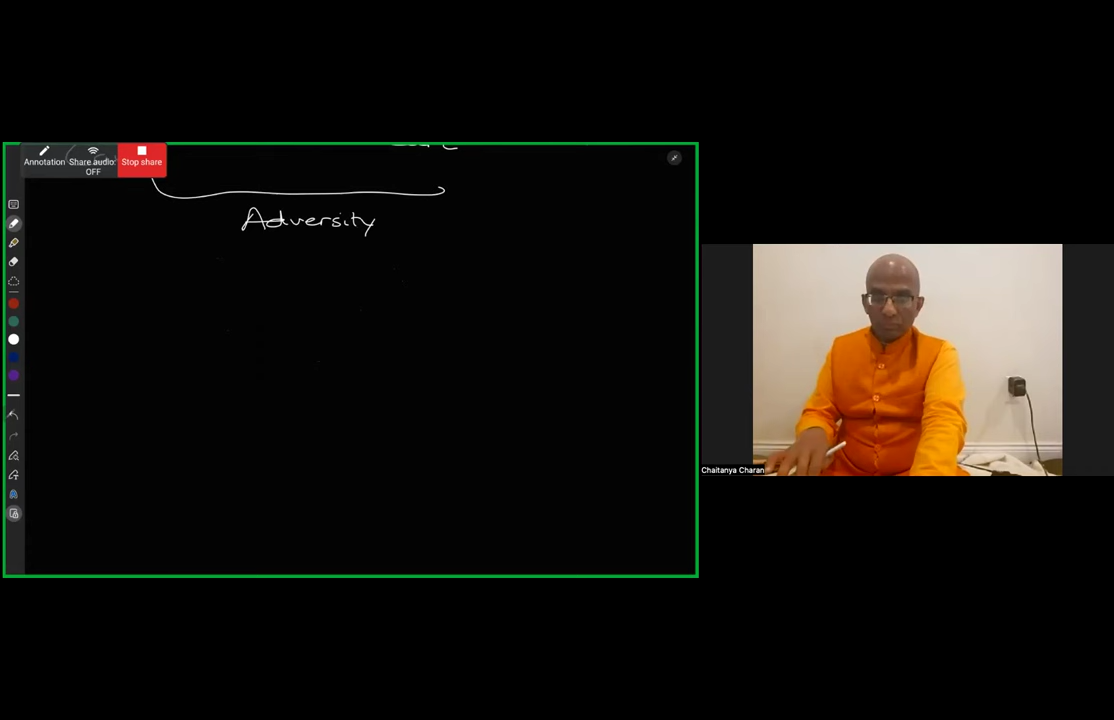 Annotation
Share audio:
OFF
Stop share
Adversity
Chaitanya Charan